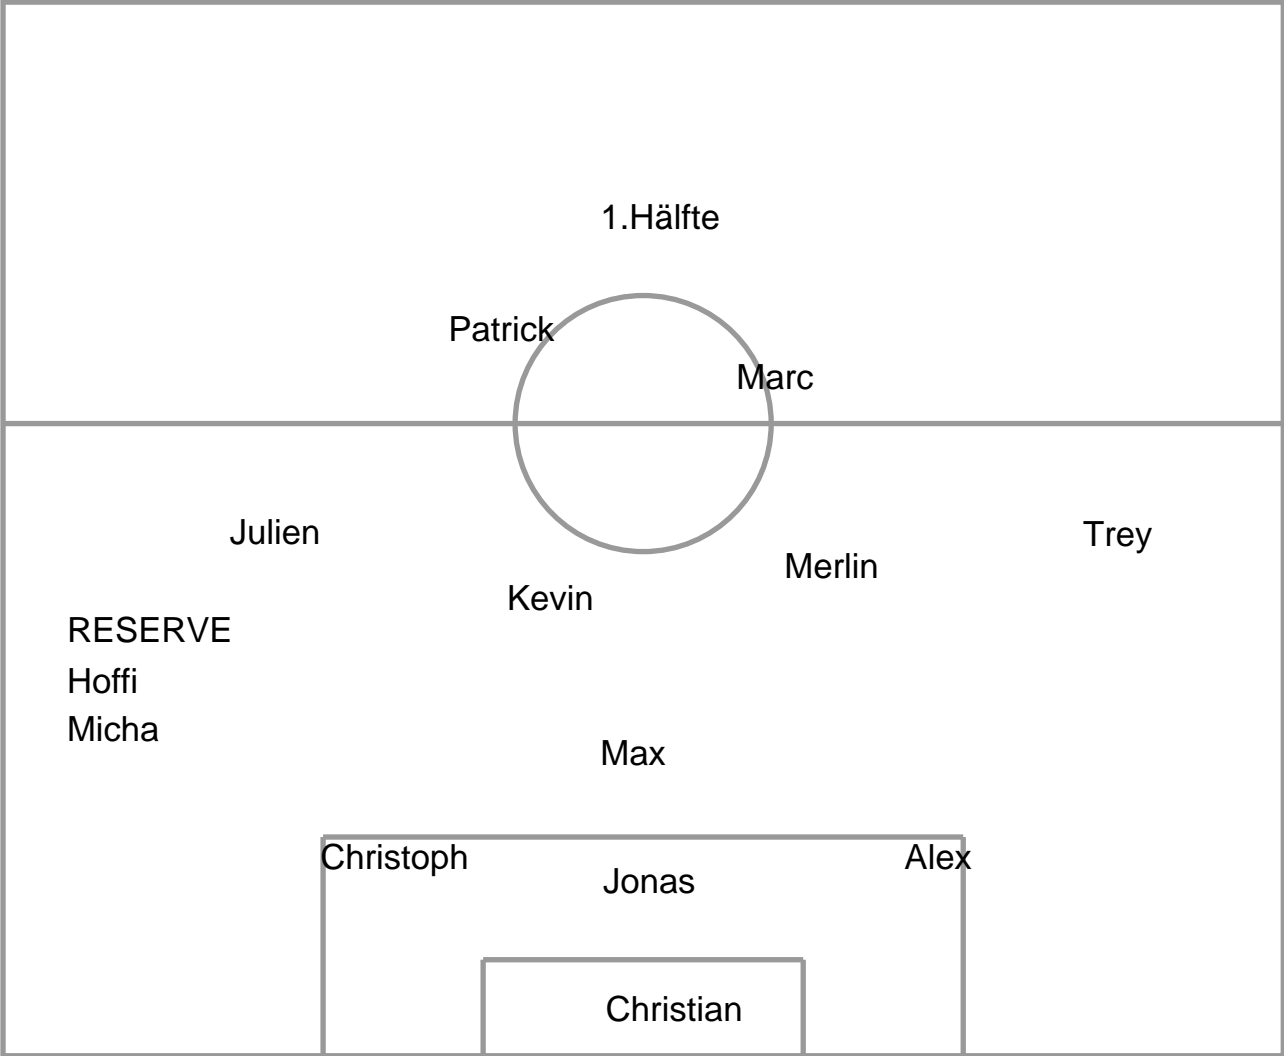 1.Hälfte
Patrick
Marc
Julien
Trey
Merlin
Kevin
RESERVE
Hoffi
Micha
Max
Christoph
Alex
Jonas
Christian